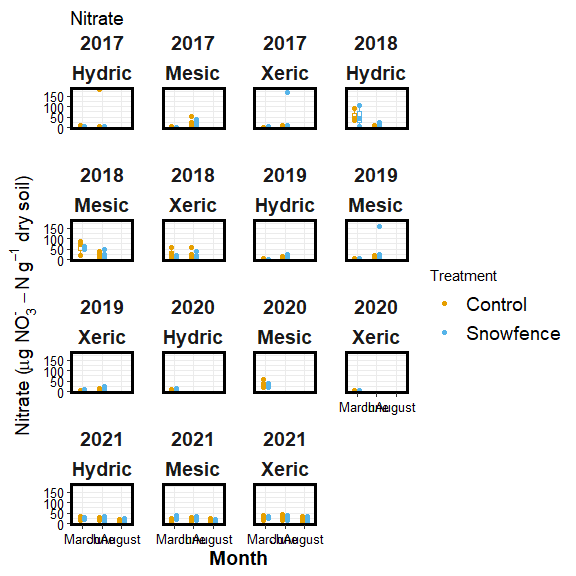 Nitrate
2017 2017 2017 2018
Hydric Mesic Xeric Hydric
150
100
50
0
2018 2018 2019 2019
Mesic Xeric Hydric Mesic
150
100
50
0
2019 2020 2020 2020
Xeric Hydric Mesic Xeric
150
100
50
0
March June August
2021 2021 2021
Hydric Mesic Xeric
150
100
50
0
March June August March June August March June August
Month
Nitrate (µg NO₃⁻ – N g⁻¹ dry soil)
Treatment
Control
Snowfence